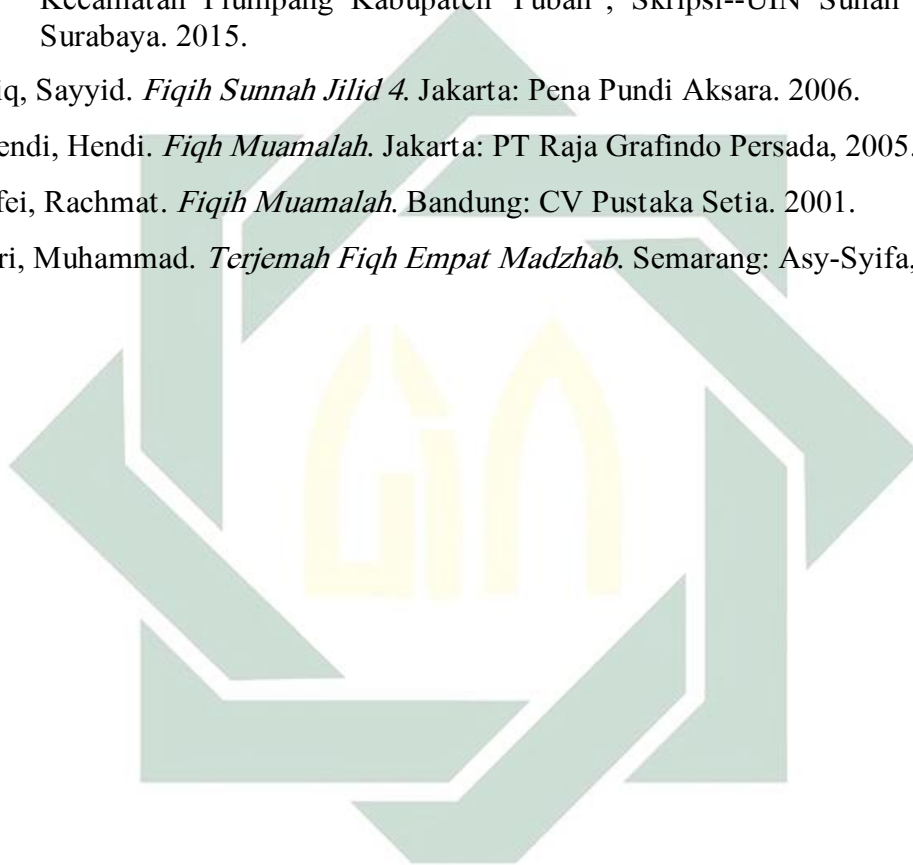 Kecamatan Plumpang Kabupaten Tuban", Skripsi--UIN Sunan
Surabaya. 2015.
iq, Sayyid. Fiqih Sunnah Jilid 4. Jakarta: Pena Pundi Aksara. 2006.
endi, Hendi. Fiqh Muamalah. Jakarta: PT Raja Grafindo Persada, 2005.
fei, Rachmat. Fiqih Muamalah. Bandung: CV Pustaka Setia. 2001.
ri, Muhammad. Terjemah Fiqh Empat Madzhab. Semarang: Asy-Syifa,